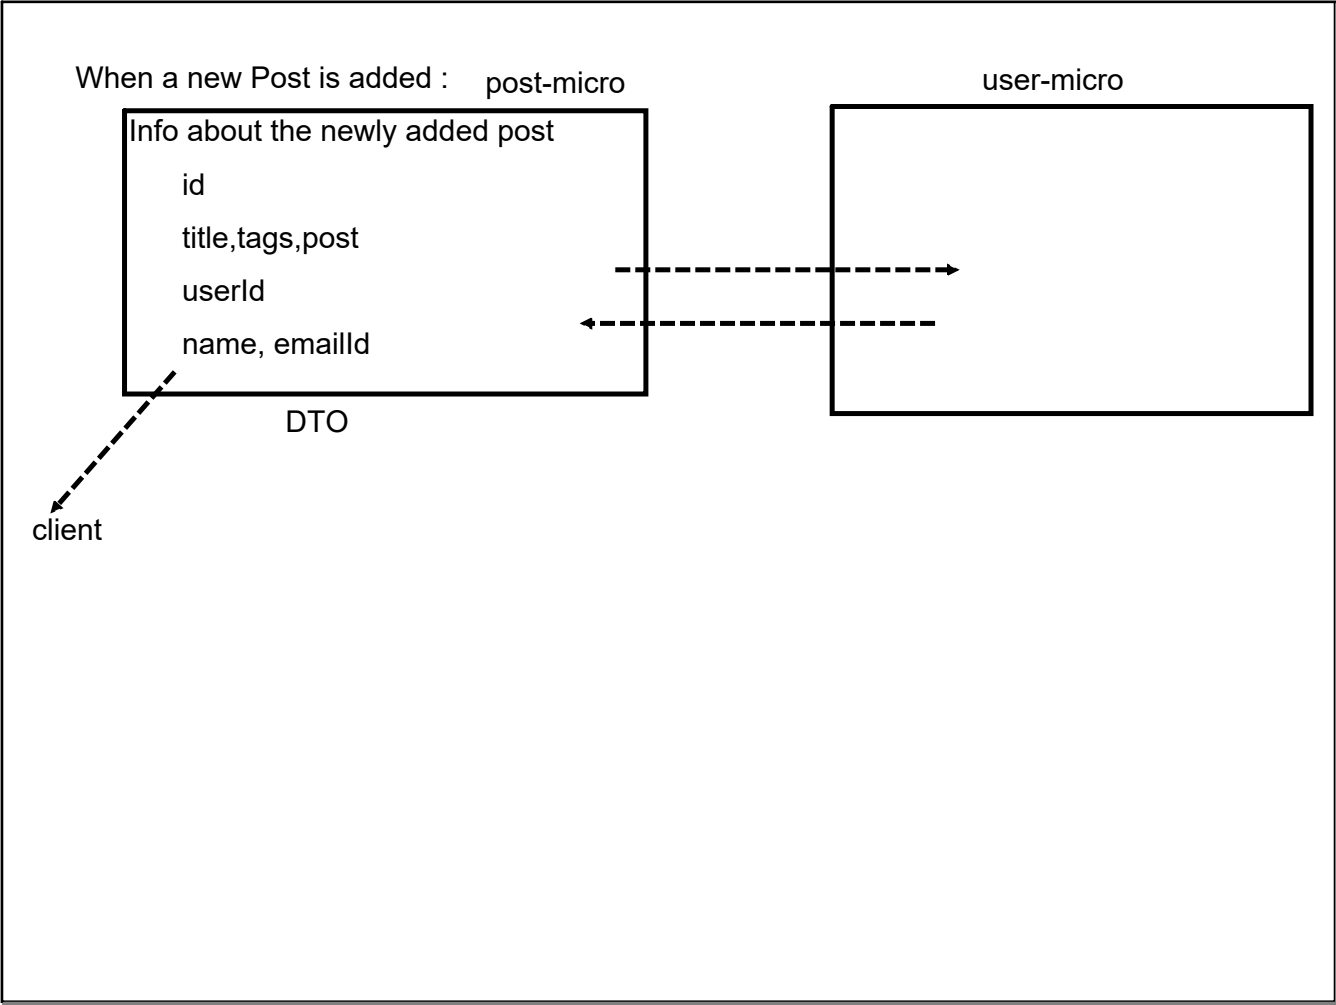 When a new Post is added :
post-micro
user-micro
Info about the newly added post
id
title,tags,post
userId
name, emailId
DTO
client